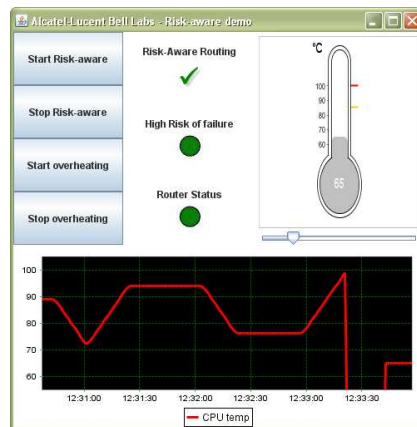 Alcatel-Lucent Bell Labs - Risk-aware demo
Start Risk-aware
Stop Risk-aware
Start overheating
Stop overheating
Risk-Aware Routing
High Risk of failure
Router Status
°C
100
90
80
70
60
65
100
90
80
70
60
12:31:00
12:31:30
12:32:00
12:32:30
12:33:00
12:33:30
CPU temp